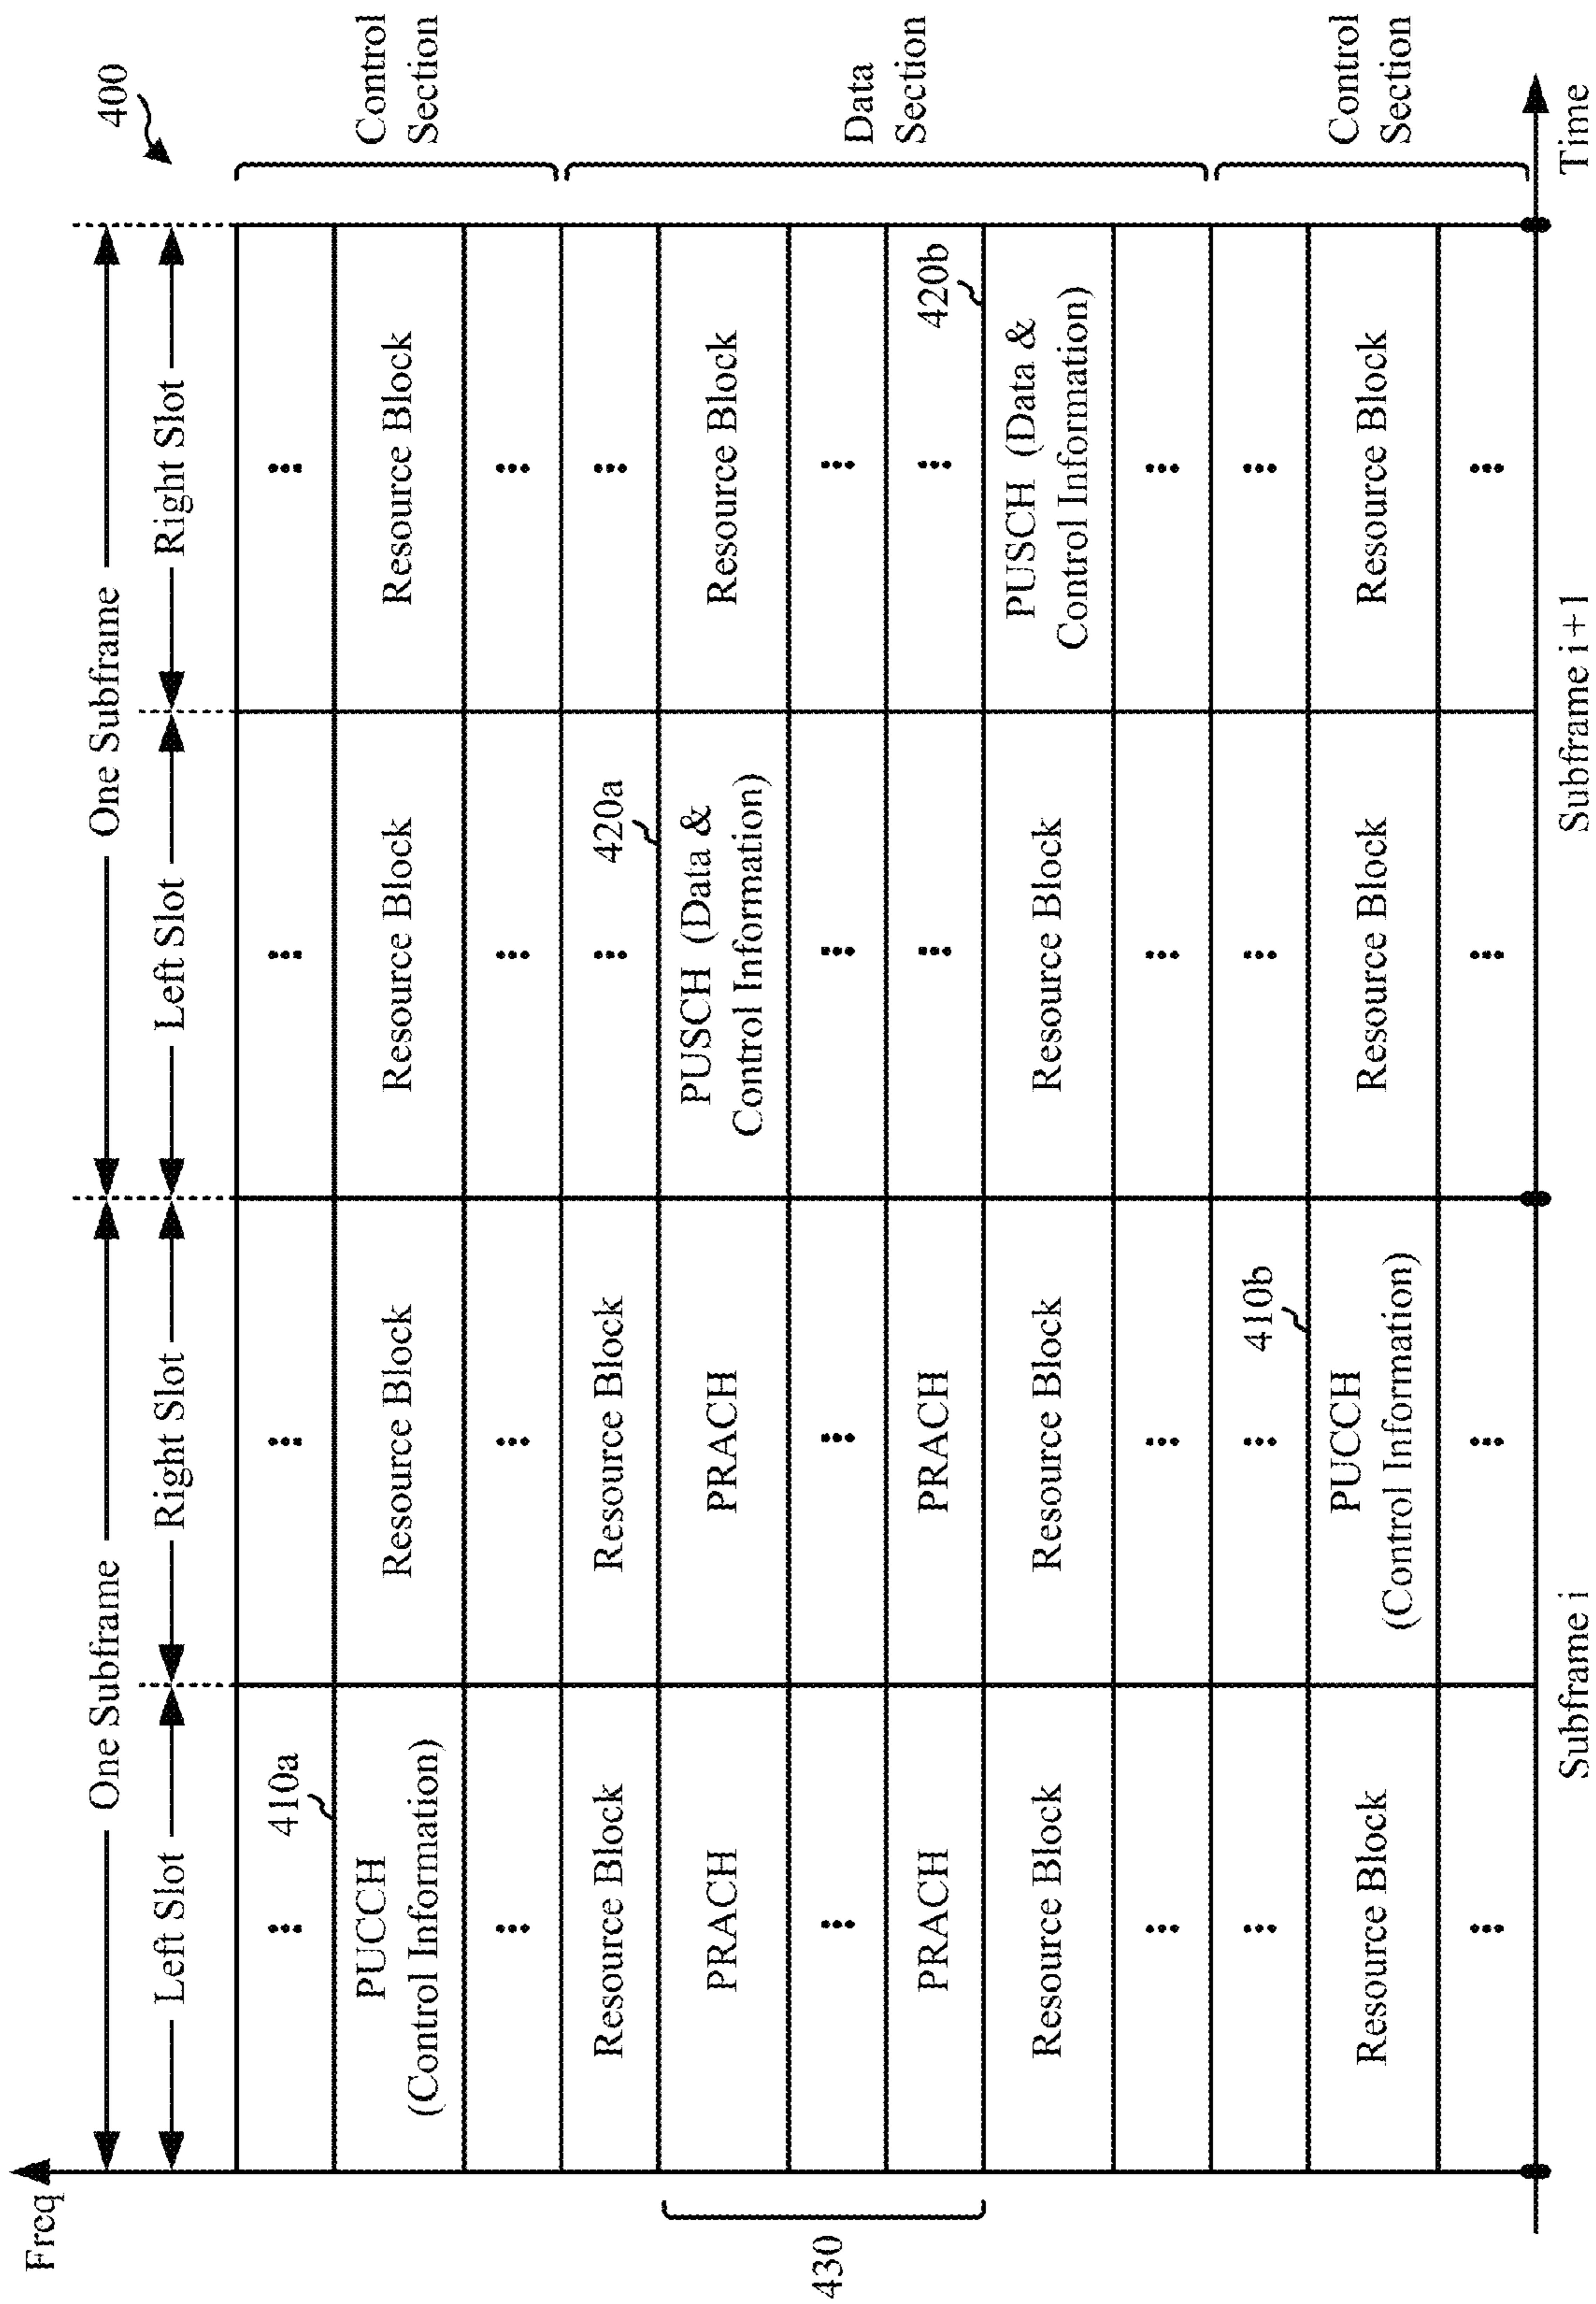 400
One Subframe
One Subframe
Left Slot
Right Slot
Left Slot
Right Slot
Freq
410a
⋮
⋮
⋮
⋮
Control
Section
PUCCH
(Control Information)
Resource Block
Resource Block
Resource Block
⋮
⋮
⋮
⋮
Resource Block
Resource Block
⋮
420a
⋮
430
PRACH
PRACH
PUSCH (Data &
Control Information)
Resource Block
Data
Section
⋮
⋮
⋮
⋮
PRACH
PRACH
⋮
⋮
420b
Resource Block
Resource Block
Resource Block
PUSCH (Data &
Control Information)
⋮
⋮
⋮
⋮
⋮
⋮
410b
⋮
⋮
Resource Block
PUCCH
(Control Information)
Resource Block
Resource Block
Control
Section
⋮
⋮
⋮
⋮
Subframe i
Subframe i+1
Time